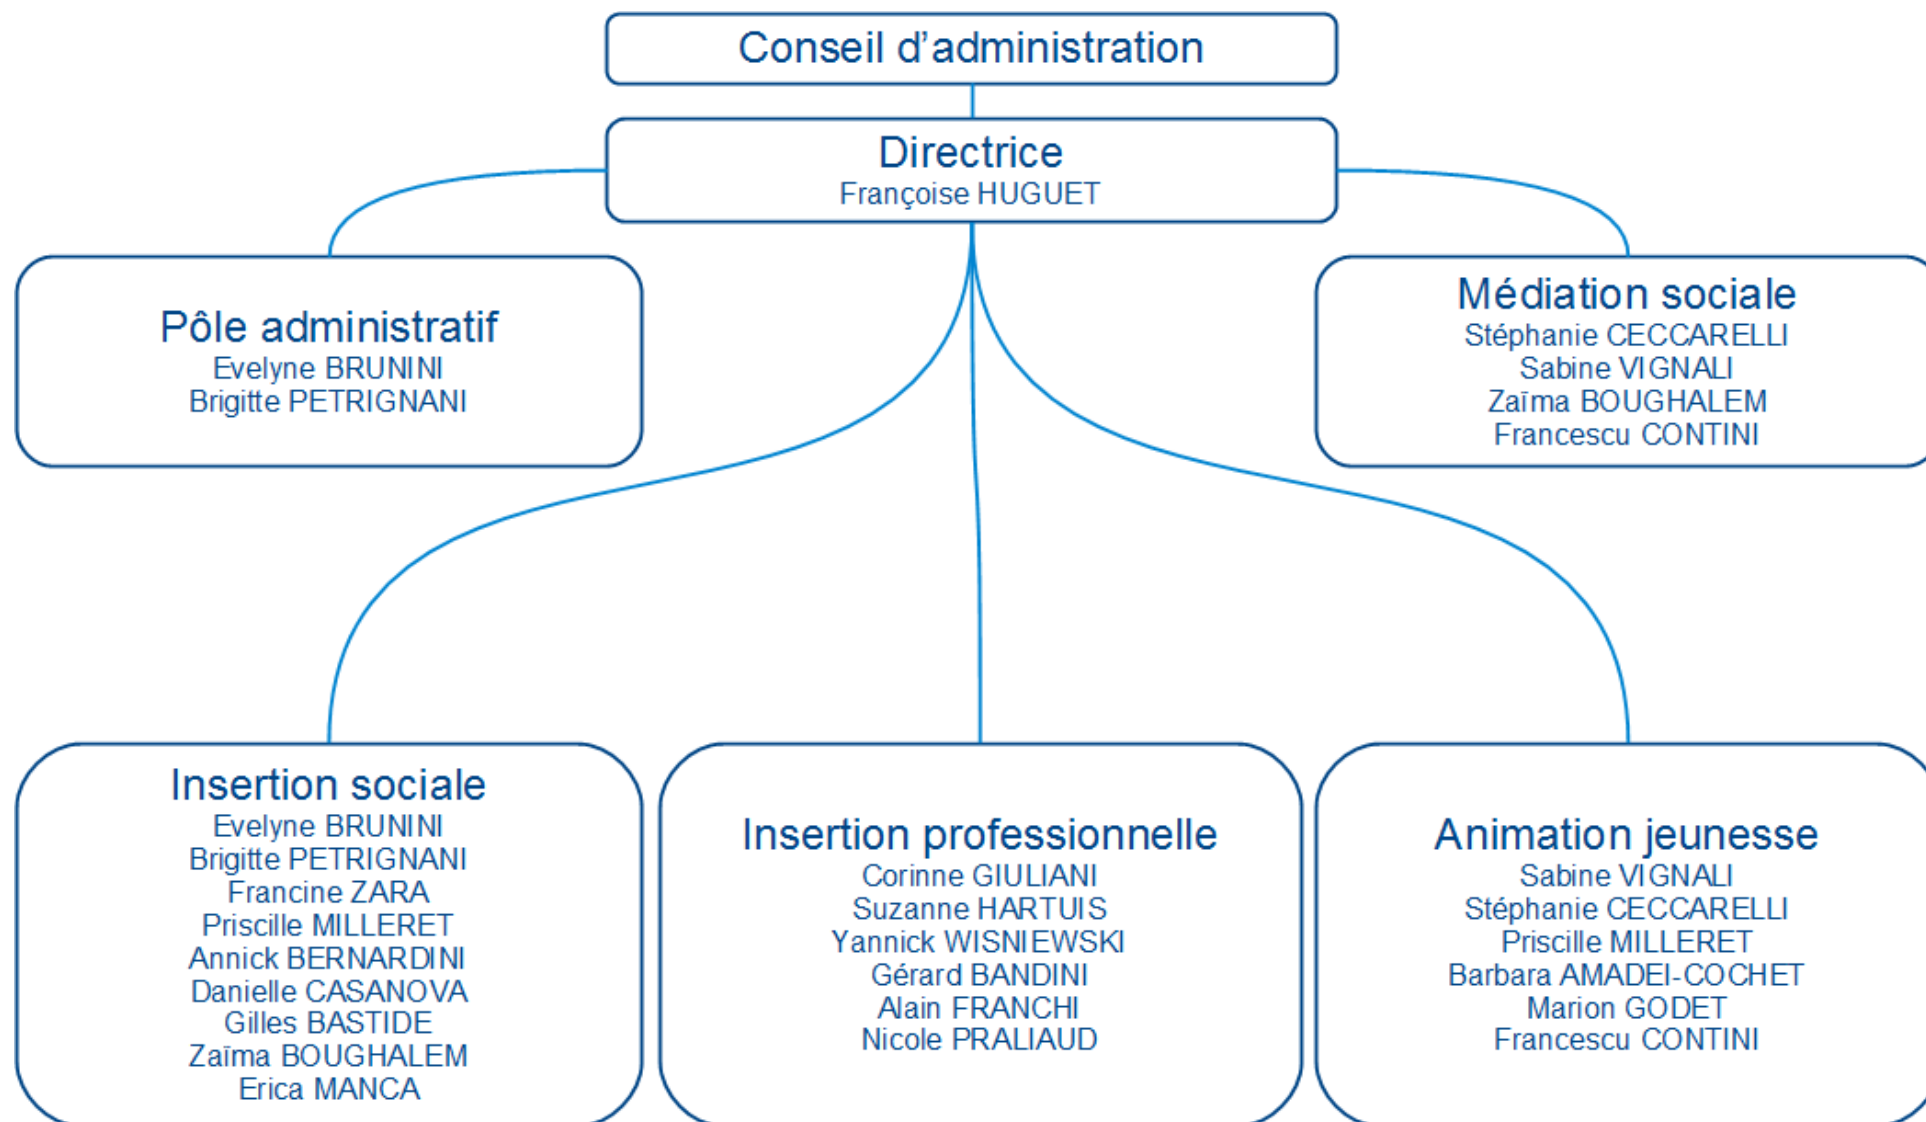 Conseil d’administration
Directrice
Françoise HUGUET
Pôle administratif
Evelyne BRUNINI
Brigitte PETRIGNANI
Médiation sociale
Stéphanie CECCARELLI
Sabine VIGNALI
Zaïma BOUGHALEM
Francescu CONTINI
Insertion sociale
Evelyne BRUNINI
Brigitte PETRIGNANI
Francine ZARA
Priscille MILLERET
Annick BERNARDINI
Danielle CASANOVA
Gilles BASTIDE
Zaïma BOUGHALEM
Erica MANCA
Insertion professionnelle
Corinne GIULIANI
Suzanne HARTUIS
Yannick WISNIEWSKI
Gérard BANDINI
Alain FRANCHI
Nicole PRALIAUD
Animation jeunesse
Sabine VIGNALI
Stéphanie CECCARELLI
Priscille MILLERET
Barbara AMADEI-COCHET
Marion GODET
Francescu CONTINI